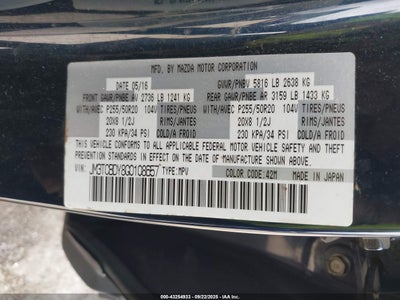 MFD. BY MAZDA MOTOR CORPORATION
DATE 05/16 GVWR/PNBV 5816 LB 2638 KG
FRONT GAWR/PNBE AV 2736 LB 1241 KG REAR GAWR/PNBE AR 3159 LB 1433 KG
WITH/AVEC P255/50R20 104V TIRES/PNEUS WITH/AVEC P255/50R20 104V TIRES/PNEUS
20X8 1/2J RIMS/JANTES 20X8 1/2J RIMS/JANTES
230 KPA/34 PSI COLD/A FROID 230 KPA/34 PSI COLD/A FROID
THIS VEHICLE CONFORMS TO ALL APPLICABLE FEDERAL MOTOR VEHICLE SAFETY,
BUMPER, AND THEFT PREVENTION STANDARDS IN EFFECT ON THE DATE OF
MANUFACTURE SHOWN ABOVE.
VIN: JM3TCBDY8G0108657 TYPE: MPV COLOR CODE: 42M MADE IN JAPAN
000-43254933 - 09/22/2025 - IAA Inc.